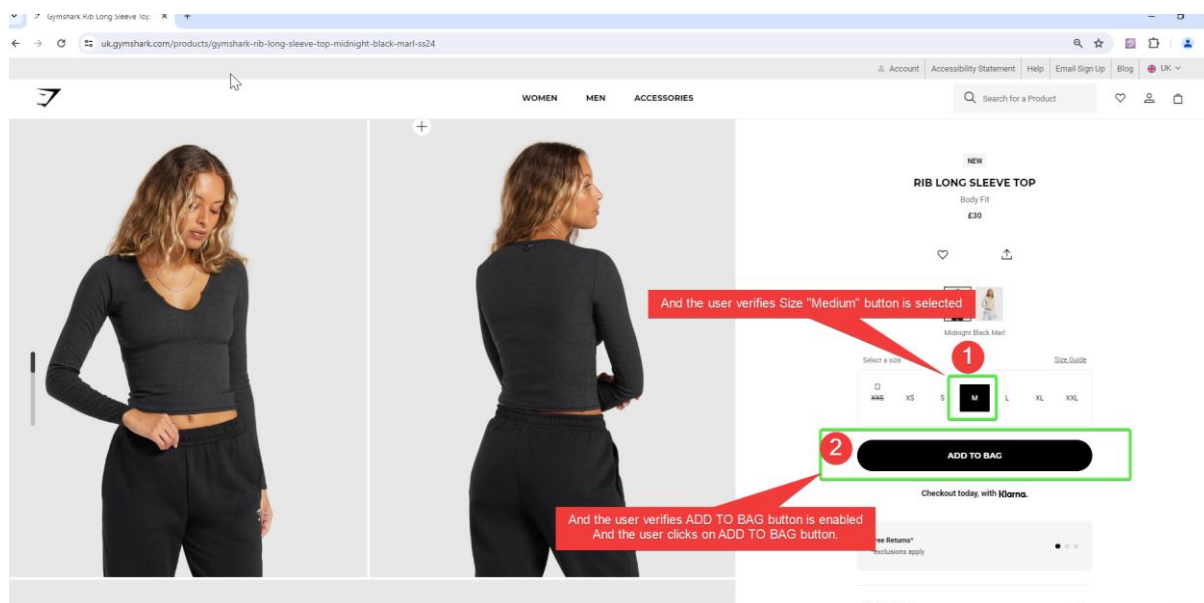 Gymshark Rib Long Sleeve Top
uk.gymshark.com/products/gymshark-rib-long-sleeve-top-midnight-black-marl-ss24
Account Accessibility Statement Help Email Sign Up Blog UK
WOMEN MEN ACCESSORIES
Search for a Product
NEW
RIB LONG SLEEVE TOP
Body Fit
£30
And the user verifies Size "Medium" button is selected
Midnight Black Marl
1
Select a size
Size Guide
XXS XS S M L XL XXL
2
ADD TO BAG
Checkout today, with Klarna.
And the user verifies ADD TO BAG button is enabled
And the user clicks on ADD TO BAG button.
ree Returns*
exclusions apply